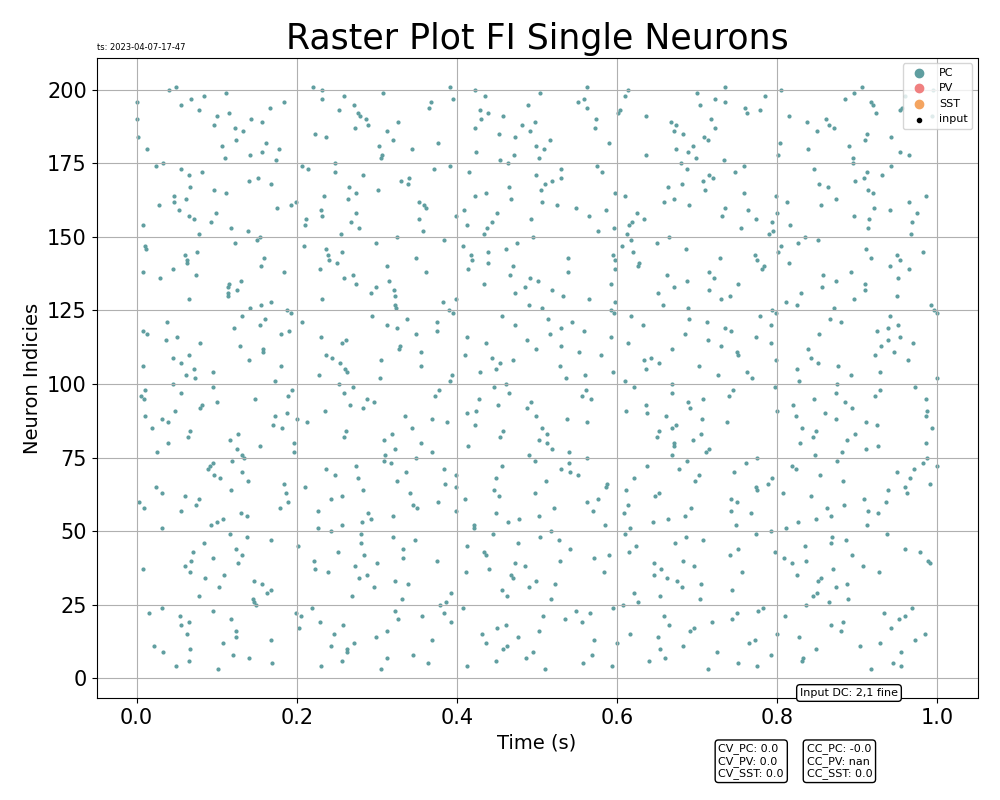 Raster Plot FI Single Neurons
ts: 2023-04-07-17-47
PC
PV
SST
input
200
175
150
125
100
75
50
25
0
Neuron Indicies
0.0 0.2 0.4 0.6 0.8 1.0
Time (s)
Input DC: 2,1 fine
CV_PC: 0.0
CV_PV: 0.0
CV_SST: 0.0
CC_PC: -0.0
CC_PV: nan
CC_SST: 0.0